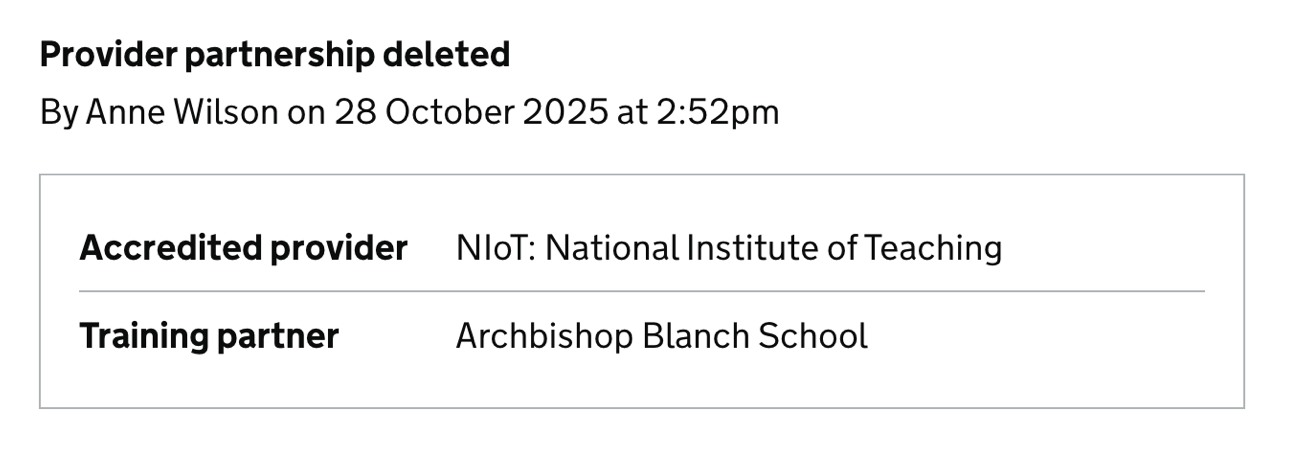 Provider partnership deleted
By Anne Wilson on 28 October 2025 at 2:52pm
Accredited provider NIoT: National Institute of Teaching
Training partner Archbishop Blanch School